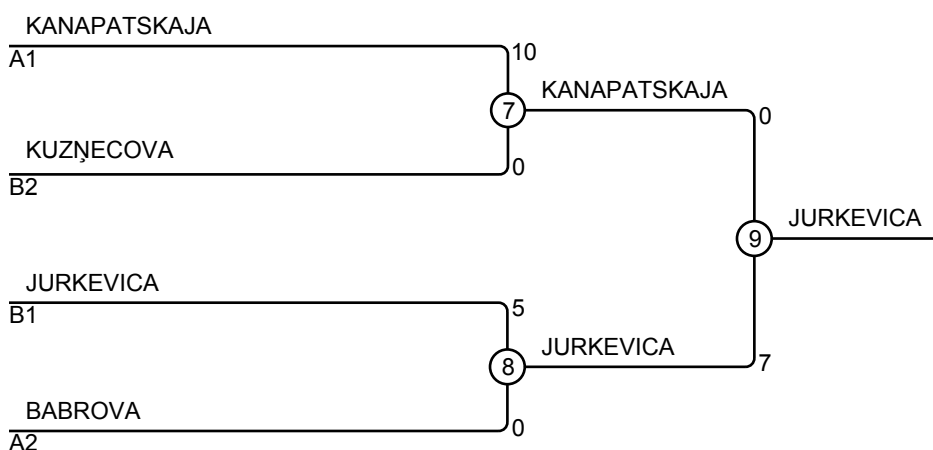 KANAPATSKAJA
A1
10
7
KANAPATSKAJA
0
KUZŅECOVA
B2
0
9
JURKEVICA
JURKEVICA
B1
5
8
JURKEVICA
7
BABROVA
A2
0